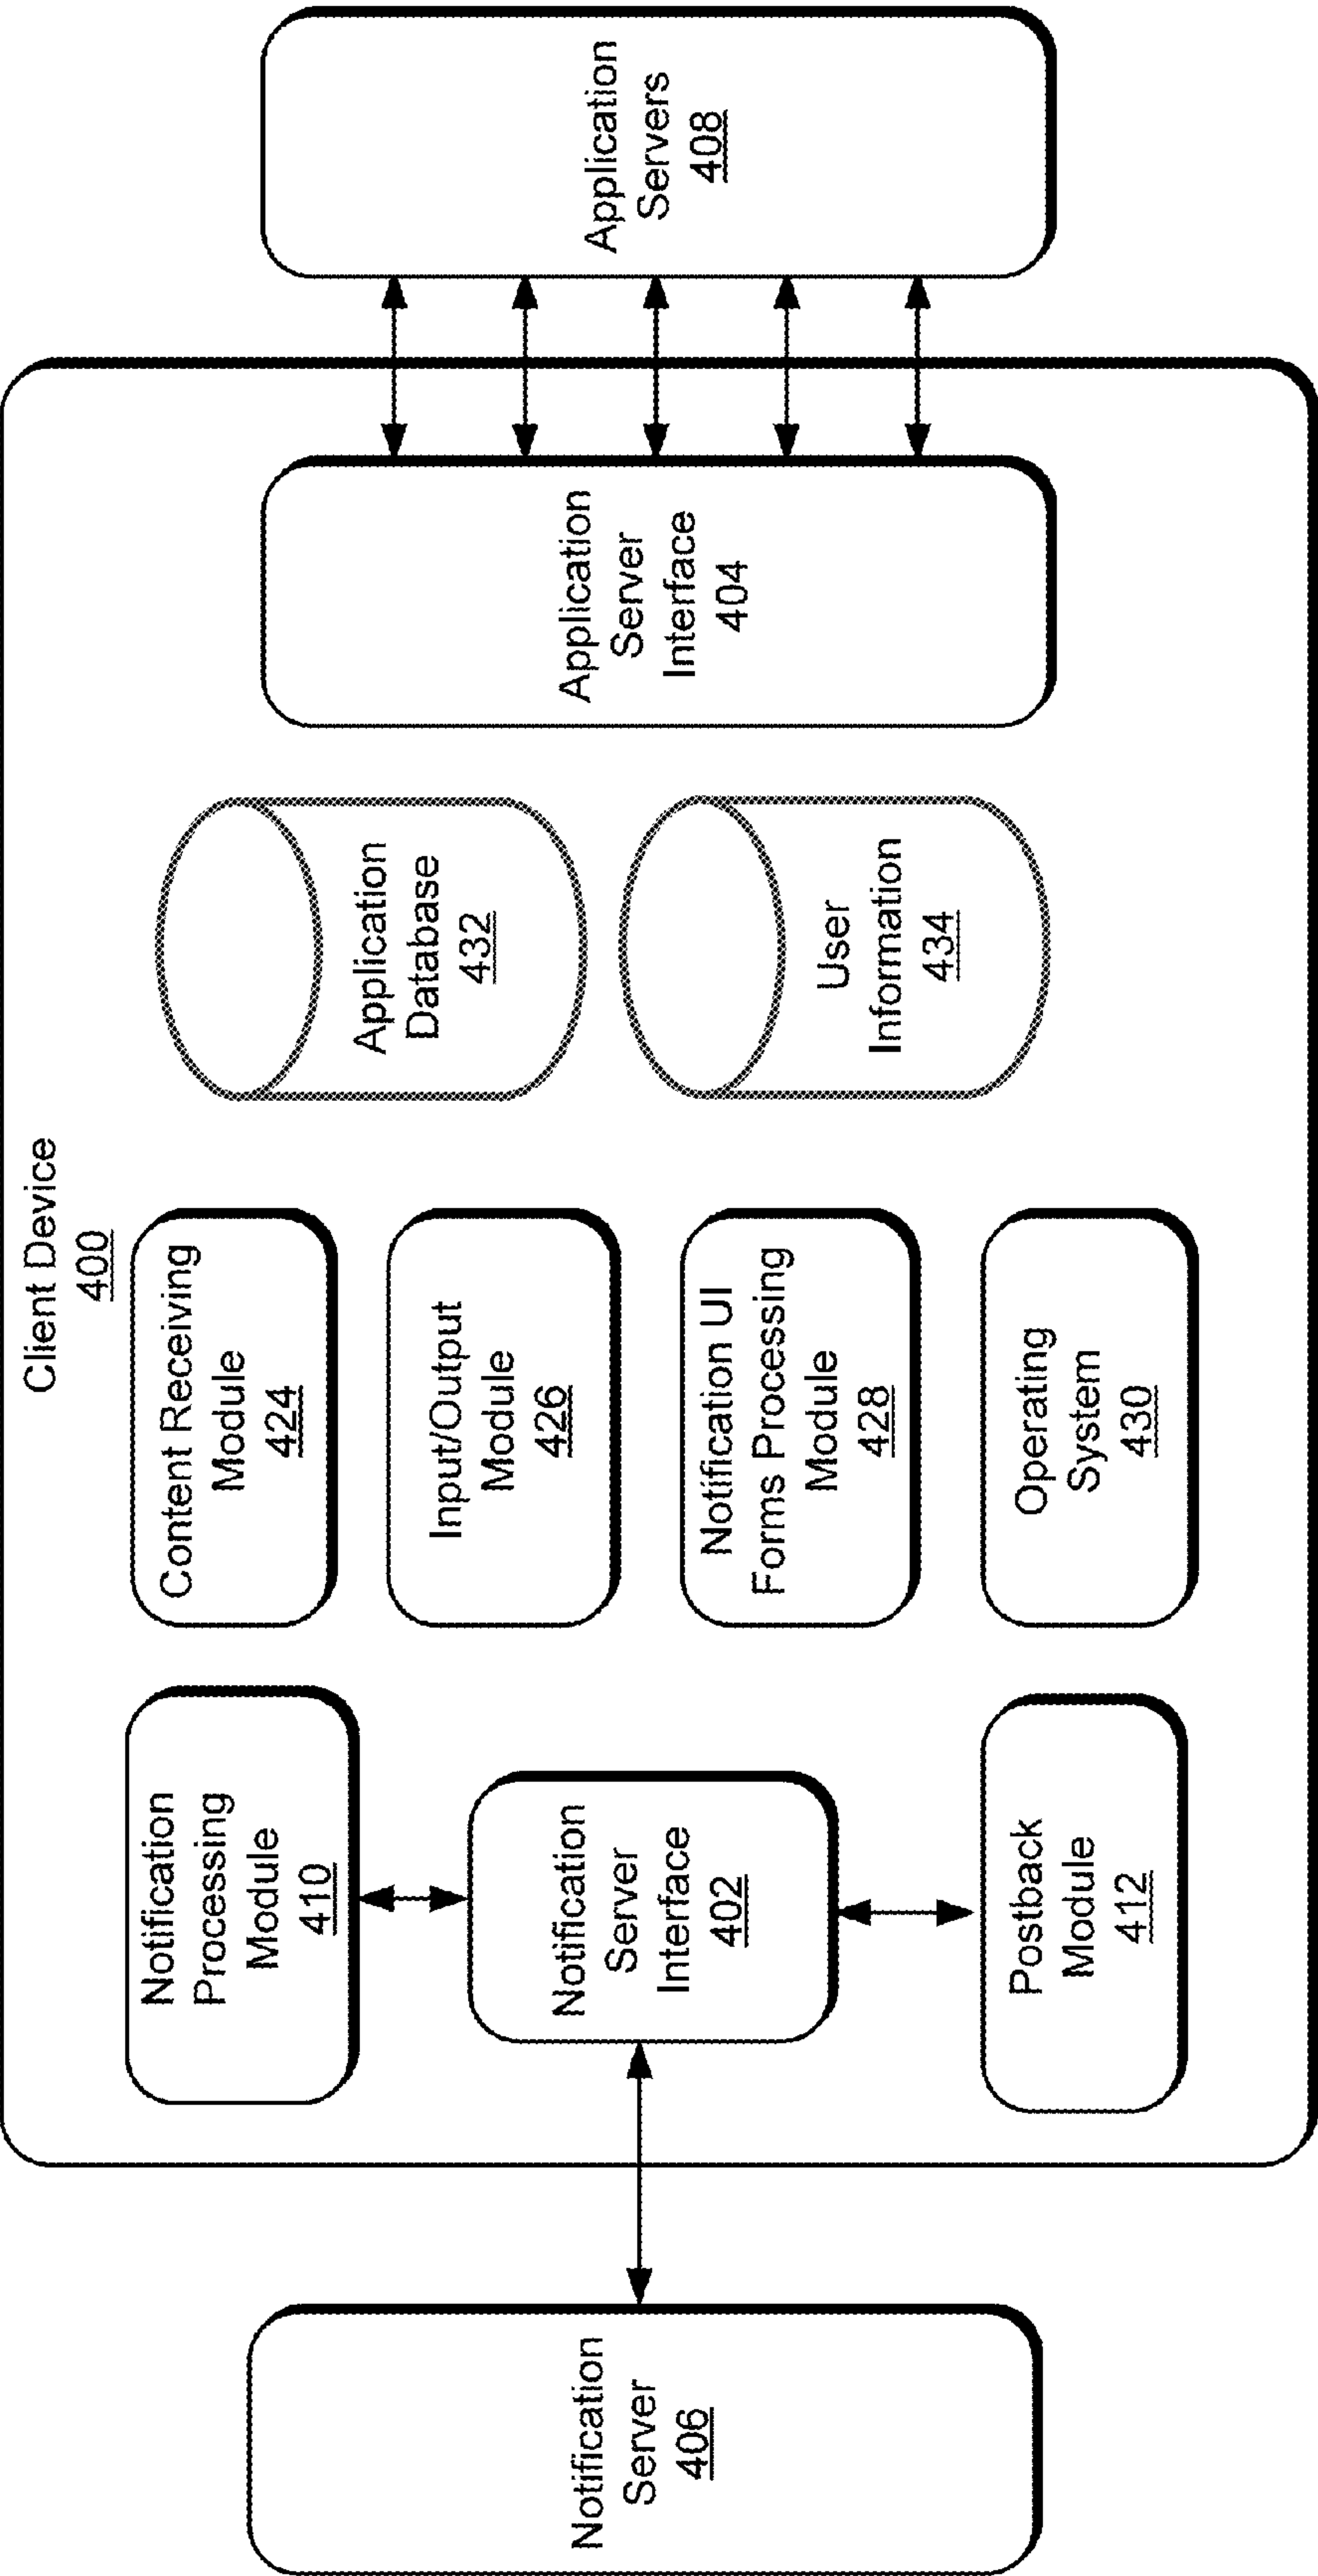 Client Device
400
Notification
Server
406
Notification
Processing
Module
410
Notification
Server
Interface
402
Postback
Module
412
Content Receiving
Module
424
Input/Output
Module
426
Notification UI
Forms Processing
Module
428
Operating
System
430
Application
Database
432
User
Information
434
Application
Server
Interface
404
Application
Servers
408